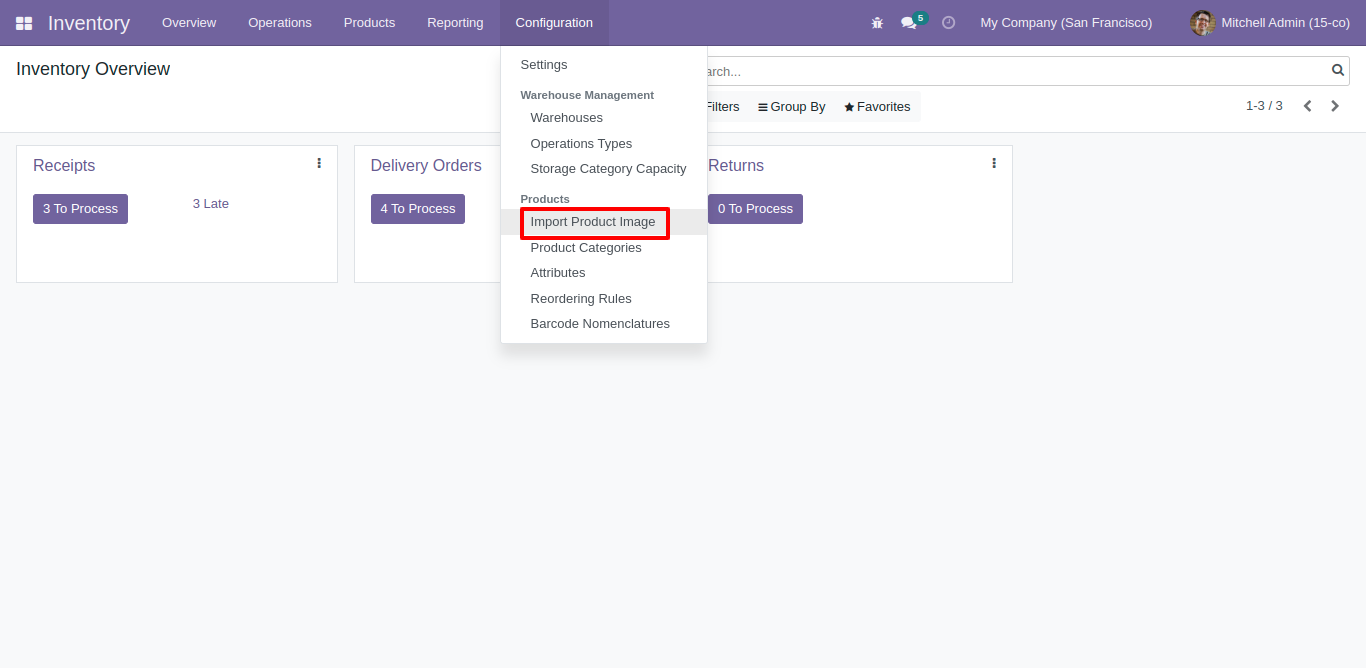 Inventory Overview Operations Products Reporting Configuration 5 My Company (San Francisco) Mitchell Admin (15-co)
Inventory Overview
arch...
Filters Group By Favorites 1-3 / 3
Settings
Warehouse Management
Warehouses
Operations Types
Storage Category Capacity
Products
Import Product Image
Product Categories
Attributes
Reordering Rules
Barcode Nomenclatures
Receipts
3 To Process 3 Late
Delivery Orders
4 To Process
Returns
0 To Process